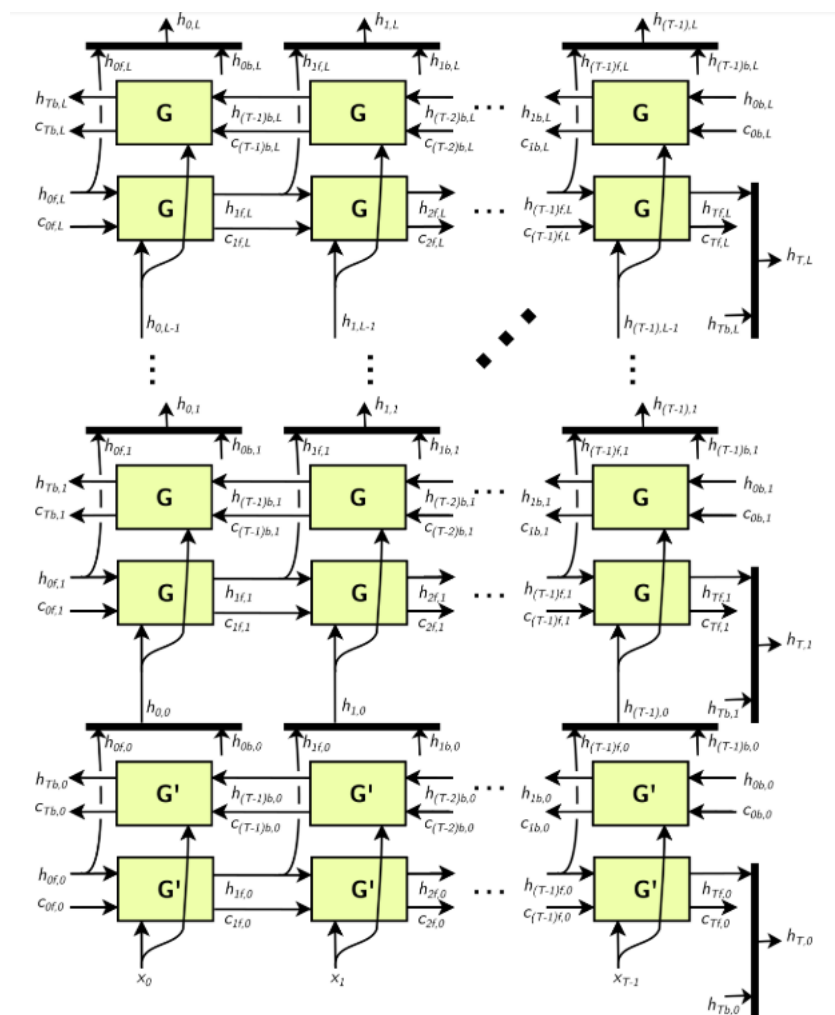 h0,L h1,L h(T-1),L
h0f,L h0b,L h1f,L h1b,L h(T-1)f,L h(T-1)b,L
hTb,L G h(T-1)b,L G h(T-2)b,L ... h1b,L G h0b,L
cTb,L c(T-1)b,L c(T-2)b,L c1b,L c0b,L
h0f,L G h1f,L G h2f,L ... h(T-1)f,L G hTf,L
c0f,L c1f,L c2f,L c(T-1)f,L cTf,L
hT,L
h0,L-1 h1,L-1 h(T-1),L-1 hTb,L
h0,1 h1,1 h(T-1),1
h0f,1 h0b,1 h1f,1 h1b,1 h(T-1)f,1 h(T-1)b,1
hTb,1 G h(T-1)b,1 G h(T-2)b,1 ... h1b,1 G h0b,1
cTb,1 c(T-1)b,1 c(T-2)b,1 c1b,1 c0b,1
h0f,1 G h1f,1 G h2f,1 ... h(T-1)f,1 G hTf,1
c0f,1 c1f,1 c2f,1 c(T-1)f,1 cTf,1
hT,1
h0,0 h1,0 h(T-1),0 hTb,1
h0f,0 h0b,0 h1f,0 h1b,0 h(T-1)f,0 h(T-1)b,0
hTb,0 G' h(T-1)b,0 G' h(T-2)b,0 ... h1b,0 G' h0b,0
cTb,0 c(T-1)b,0 c(T-2)b,0 c1b,0 c0b,0
h0f,0 G' h1f,0 G' h2f,0 ... h(T-1)f,0 G' hTf,0
c0f,0 c1f,0 c2f,0 c(T-1)f,0 cTf,0
hT,0
x0 x1 xT-1
hTb,0